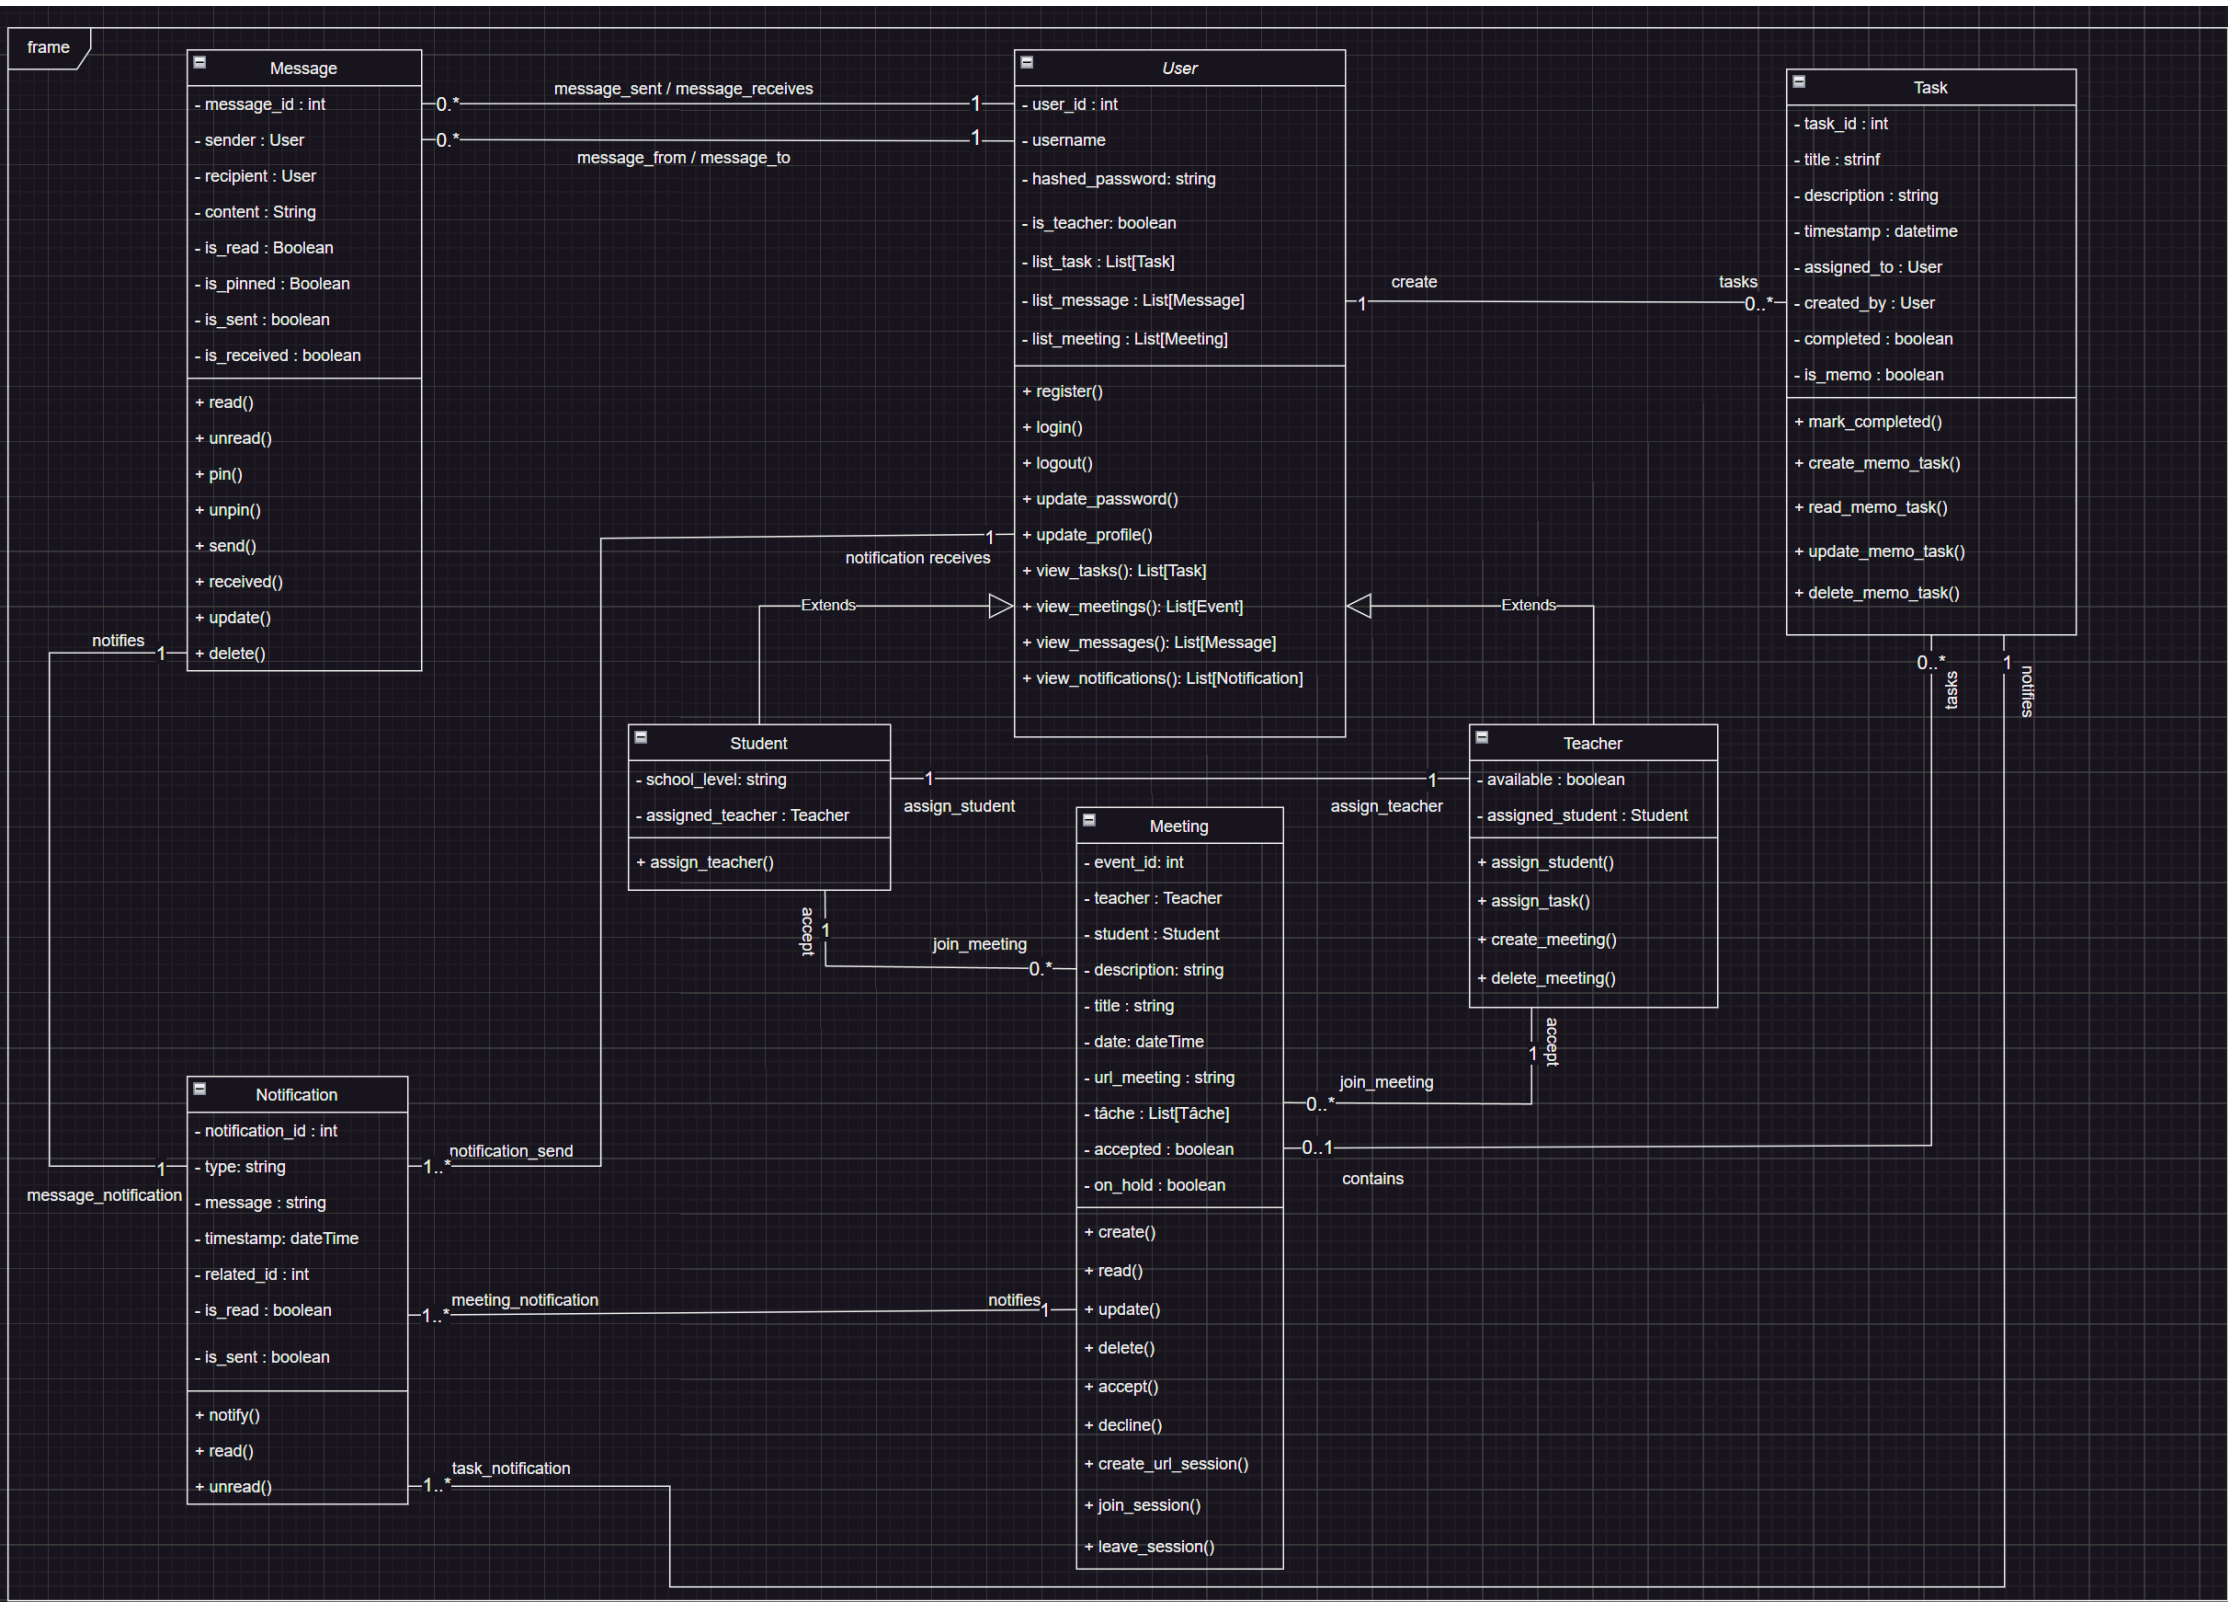 frame
Message
- message_id : int
- sender : User
- recipient : User
- content : String
- is_read : Boolean
- is_pinned : Boolean
- is_sent : boolean
- is_received : boolean
+ read()
+ unread()
+ pin()
+ unpin()
+ send()
+ received()
+ update()
+ delete()
0.*
message_sent / message_receives
1
0.*
message_from / message_to
1
User
- user_id : int
- username
- hashed_password: string
- is_teacher: boolean
- list_task : List[Task]
- list_message : List[Message]
- list_meeting : List[Meeting]
+ register()
+ login()
+ logout()
+ update_password()
+ update_profile()
+ view_tasks(): List[Task]
+ view_meetings(): List[Event]
+ view_messages(): List[Message]
+ view_notifications(): List[Notification]
create
1
tasks
0..*
Task
- task_id : int
- title : strinf
- description : string
- timestamp : datetime
- assigned_to : User
- created_by : User
- completed : boolean
- is_memo : boolean
+ mark_completed()
+ create_memo_task()
+ read_memo_task()
+ update_memo_task()
+ delete_memo_task()
0..*
tasks
1
notifies
1
notification receives
Extends
Extends
notifies
1
Student
- school_level: string
- assigned_teacher : Teacher
+ assign_teacher()
1
assign_student
1
assign_teacher
Teacher
- available : boolean
- assigned_student : Student
+ assign_student()
+ assign_task()
+ create_meeting()
+ delete_meeting()
accept
1
join_meeting
0.*
Meeting
- event_id: int
- teacher : Teacher
- student : Student
- description: string
- title : string
- date: dateTime
- url_meeting : string
- tâche : List[Tâche]
- accepted : boolean
- on_hold : boolean
+ create()
+ read()
+ update()
+ delete()
+ accept()
+ decline()
+ create_url_session()
+ join_session()
+ leave_session()
1
accept
join_meeting
0..*
0..1
contains
Notification
- notification_id : int
- type: string
- message : string
- timestamp: dateTime
- related_id : int
- is_read : boolean
- is_sent : boolean
+ notify()
+ read()
+ unread()
1
message_notification
notification_send
1..*
meeting_notification
1..*
notifies
1
task_notification
1..*